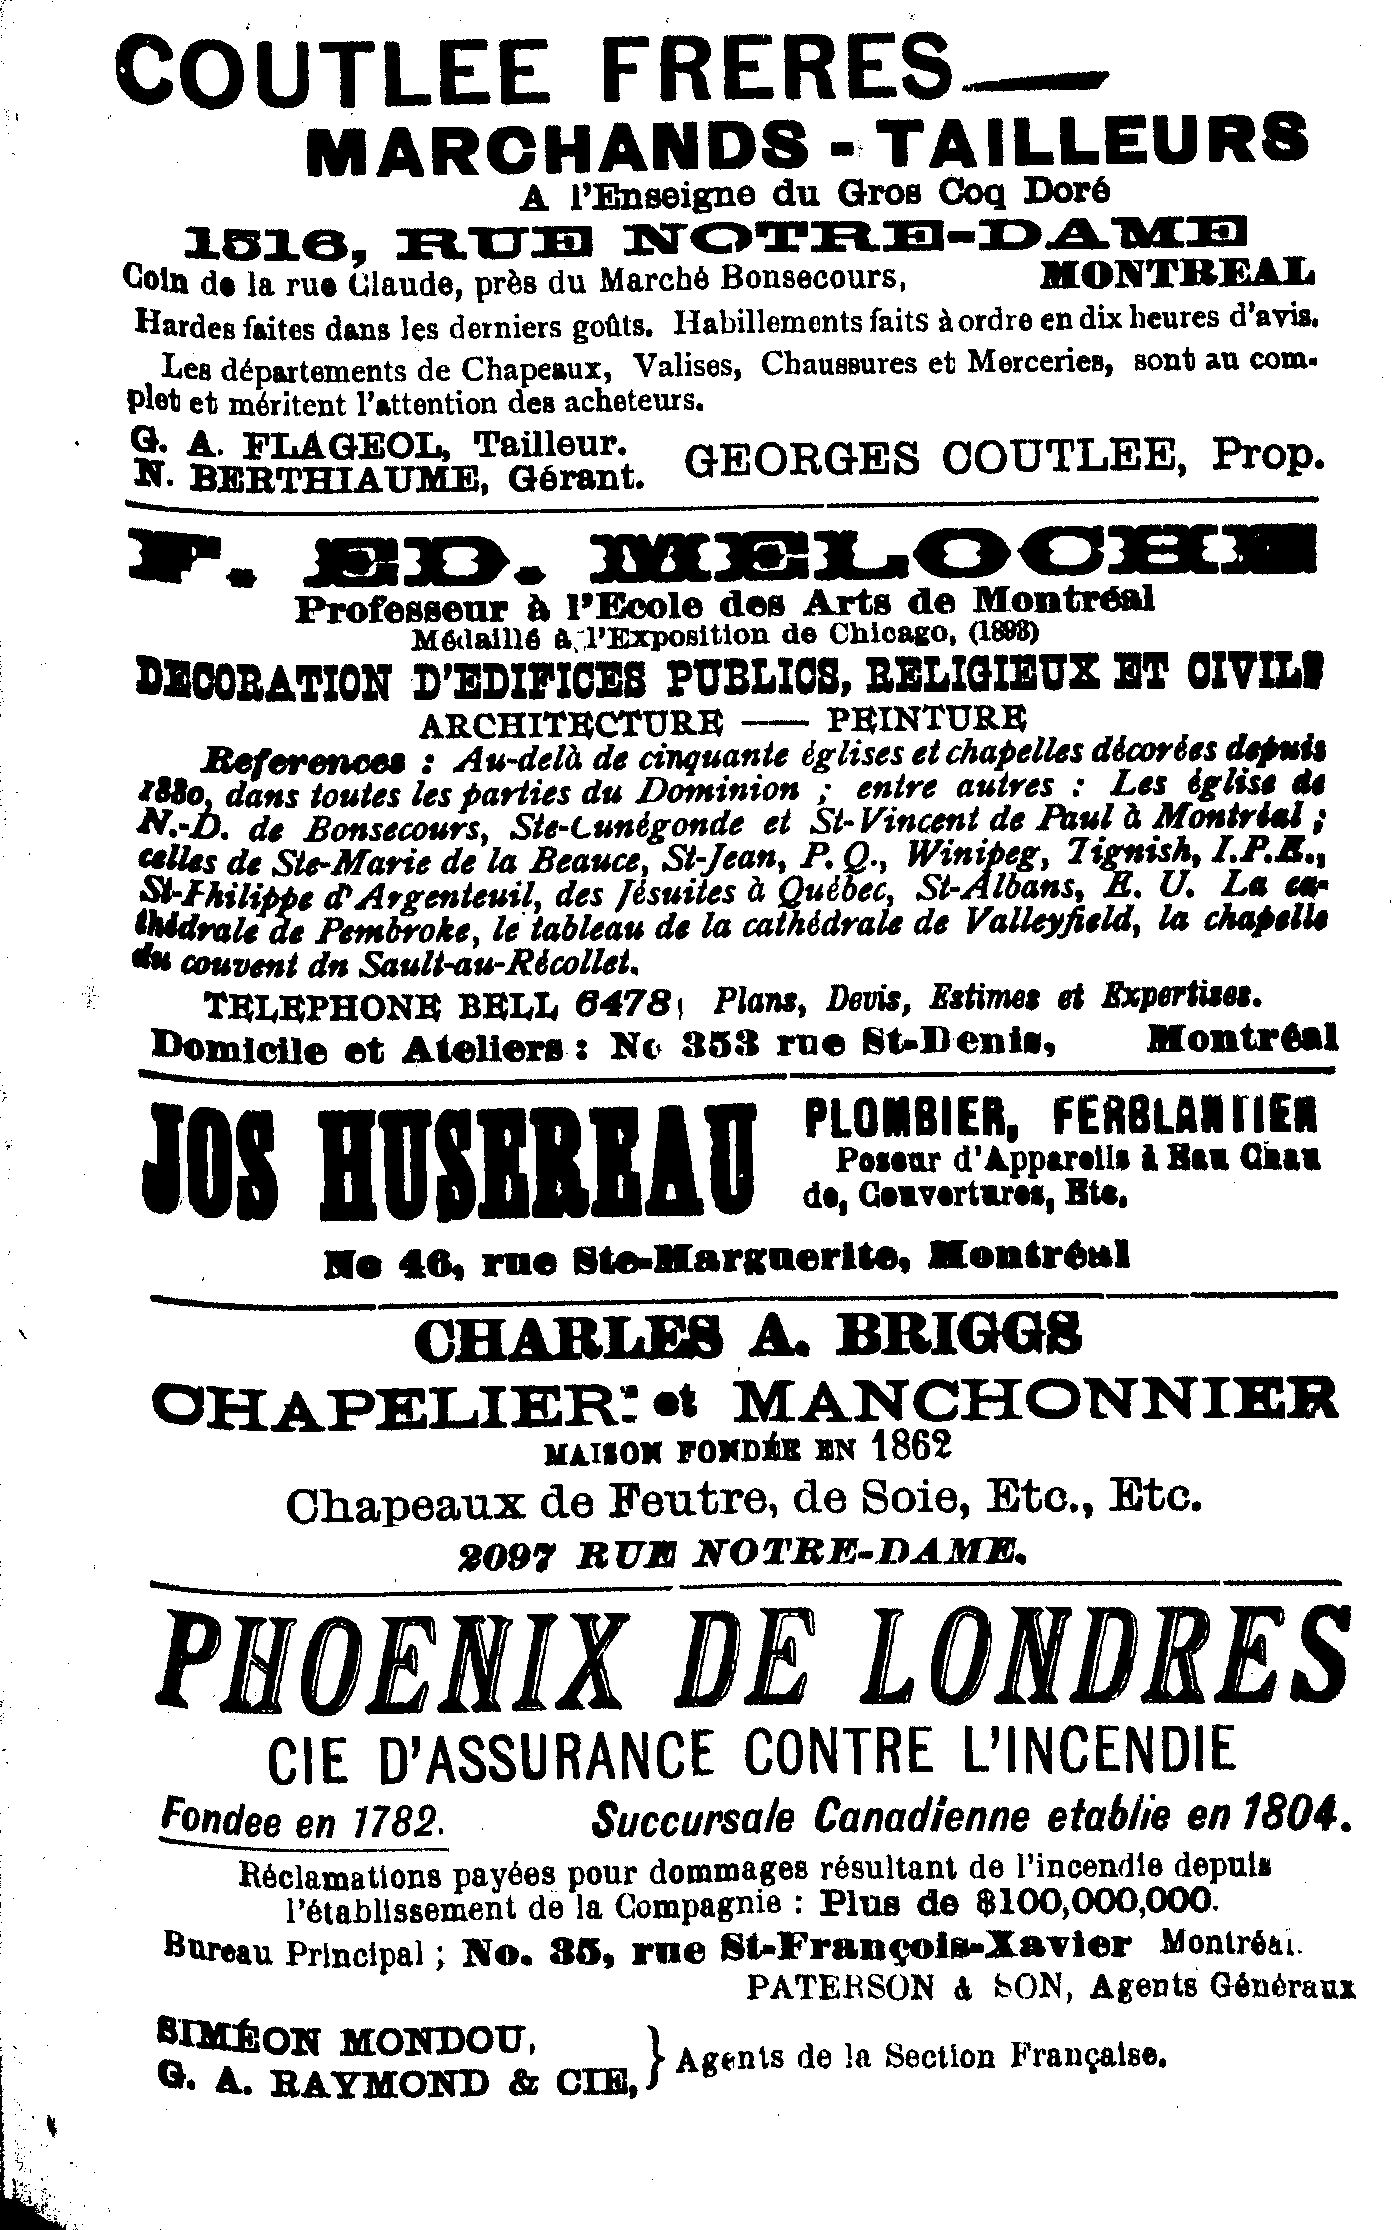 COUTLEE FRERES
MARCHANDS - TAILLEURS
A l'Enseigne du Gros Coq Doré
1516, RUE NOTRE-DAME
Coin de la rue Claude, près du Marché Bonsecours, MONTREAL
Hardes faites dans les derniers goûts. Habillements faits à ordre en dix heures d'avis.
Les départements de Chapeaux, Valises, Chaussures et Merceries, sont au com-
plet et méritent l'attention des acheteurs.
G. A. FLAGEOL, Tailleur.
N. BERTHIAUME, Gérant.
GEORGES COUTLEE, Prop.
F. ED. MELOCHE
Professeur à l'Ecole des Arts de Montréal
Médaillé à l'Exposition de Chicago, (1893)
DECORATION D'EDIFICES PUBLICS, RELIGIEUX ET CIVILS
ARCHITECTURE — PEINTURE
References : Au-delà de cinquante églises et chapelles décorées depuis
1880, dans toutes les parties du Dominion ; entre autres : Les église de
N.-D. de Bonsecours, Ste-Cunégonde et St-Vincent de Paul à Montréal ;
celles de Ste-Marie de la Beauce, St-Jean, P. Q., Winipeg, Tignish, I.P.E.,
St-Philippe d'Argenteuil, des Jésuites à Québec, St-Albans, E. U. La ca-
thédrale de Pembroke, le tableau de la cathédrale de Valleyfield, la chapelle
du couvent dn Sault-au-Récollet.
TELEPHONE BELL 6478; Plans, Devis, Estimes et Expertises.
Domicile et Ateliers : No 353 rue St-Denis, Montréal
JOS HUSEREAU
PLOMBIER, FERBLANTIER
Poseur d'Appareils à Eau Chau
de, Couvertures, Etc.
No 46, rue Ste-Marguerite, Montréal
CHARLES A. BRIGGS
CHAPELIER et MANCHONNIER
MAISON FONDÉE EN 1862
Chapeaux de Feutre, de Soie, Etc., Etc.
2097 RUE NOTRE-DAME.
PHOENIX DE LONDRES
CIE D'ASSURANCE CONTRE L'INCENDIE
Fondee en 1782. Succursale Canadienne etablie en 1804.
Réclamations payées pour dommages résultant de l'incendie depuis
l'établissement de la Compagnie : Plus de $100,000,000.
Bureau Principal ; No. 35, rue St-François-Xavier Montréal.
PATERSON & SON, Agents Généraux
SIMÉON MONDOU,
G. A. RAYMOND & CIE,
} Agents de la Section Française.